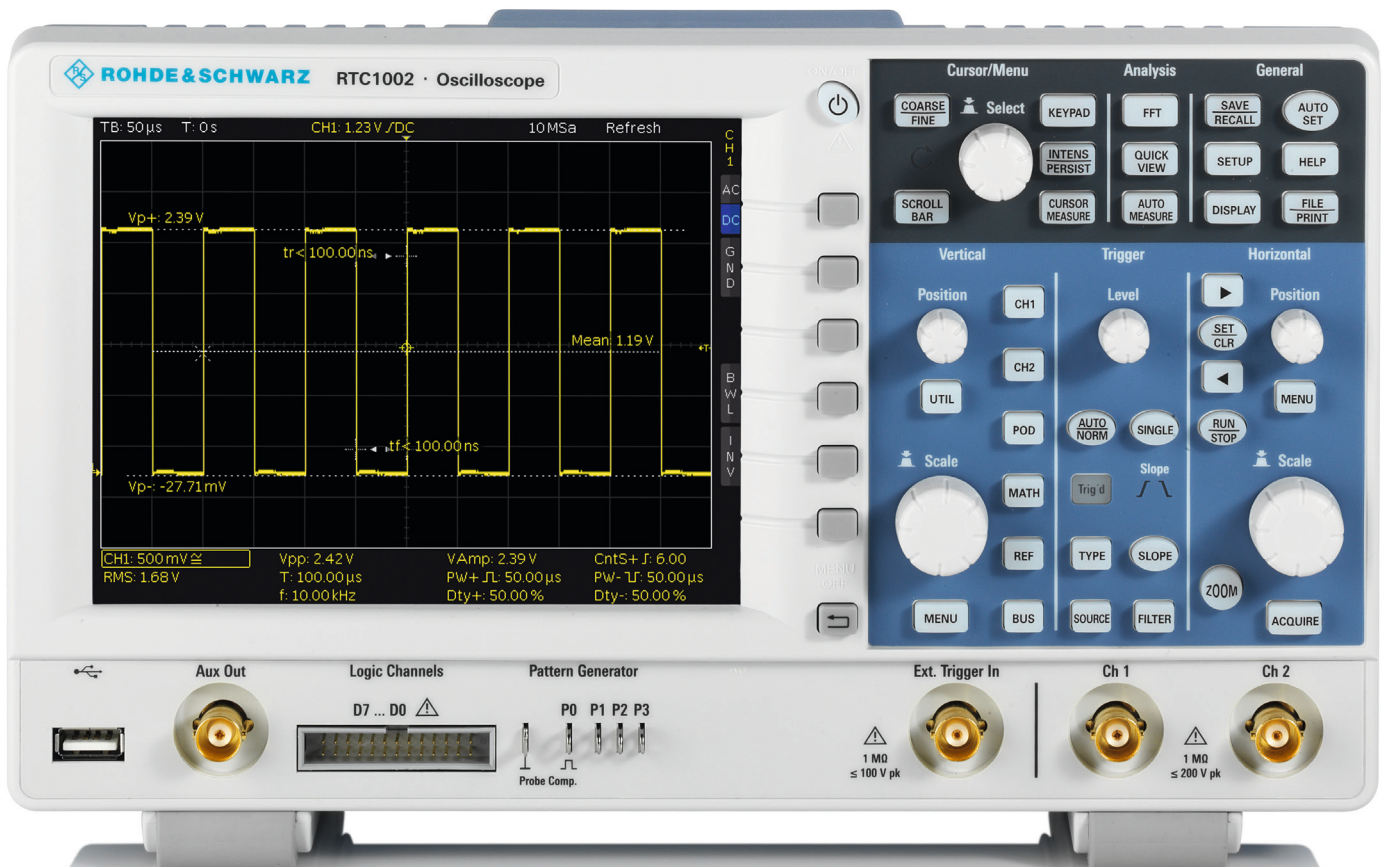 ROHDE&SCHWARZ RTC1002 · Oscilloscope
ON/OFF
TB: 50µs T: 0s CH1: 1.23 V / DC 10MSa Refresh
CH1
AC
DC
GND
BWL
INV
Vp+: 2.39 V
tr< 100.00ns
Mean: 1.19 V
T
tf< 100.00ns
Vp-: -27.71mV
CH1: 500mV≅ Vpp: 2.42V VAmp: 2.39V CntS+: 6.00
RMS: 1.68V T: 100.00µs PW+: 50.00µs PW-: 50.00µs
f: 10.00kHz Dty+: 50.00% Dty-: 50.00%
MENU
OFF
Cursor/Menu Analysis General
COARSE
FINE
Select
KEYPAD
FFT
SAVE
RECALL
AUTO
SET
INTENS
PERSIST
QUICK
VIEW
SETUP
HELP
SCROLL
BAR
CURSOR
MEASURE
AUTO
MEASURE
DISPLAY
FILE
PRINT
Vertical Trigger Horizontal
Position
CH1
Level
Position
SET
CLR
CH2
UTIL
MENU
POD
AUTO
NORM
SINGLE
RUN
STOP
Scale
Slope
Scale
MATH
Trig'd
REF
TYPE
SLOPE
ZOOM
MENU
BUS
SOURCE
FILTER
ACQUIRE
Aux Out Logic Channels Pattern Generator Ext. Trigger In Ch 1 Ch 2
D7 ... D0
P0 P1 P2 P3
Probe Comp.
1 MΩ
≤ 100 V pk
1 MΩ
≤ 200 V pk